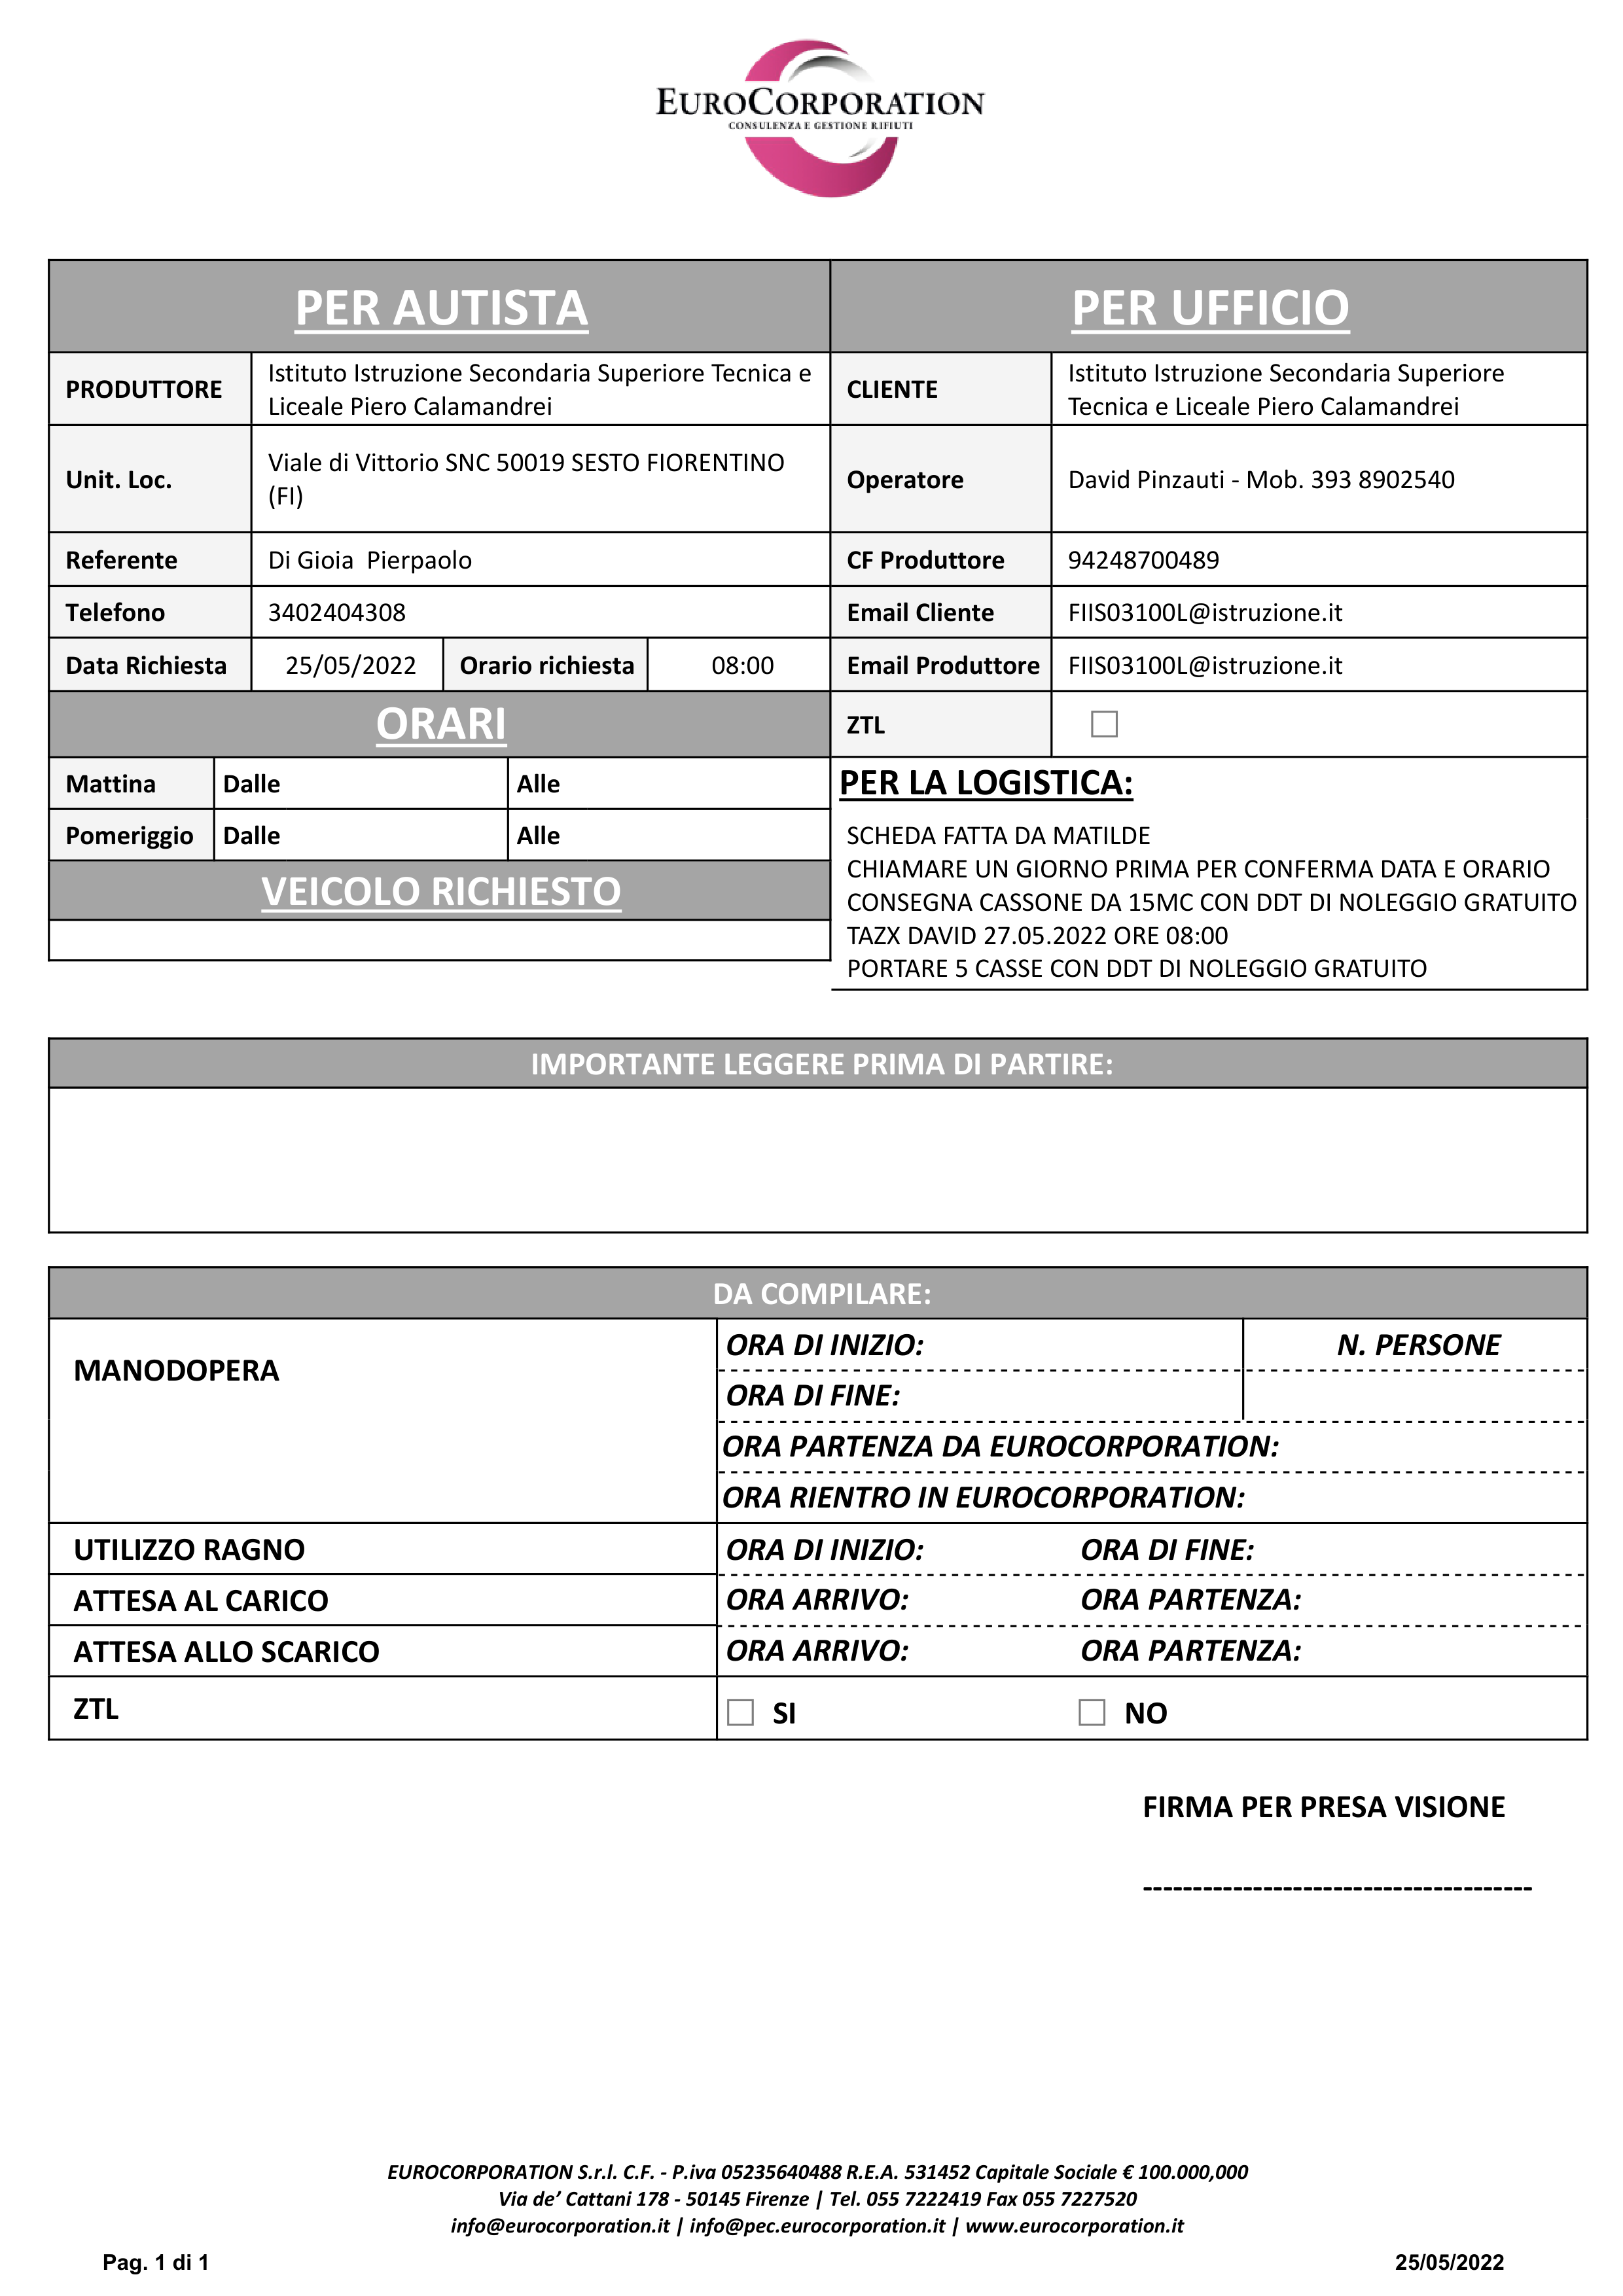 EUROCORPORATION
CONSULENZA E GESTIONE RIFIUTI
PER AUTISTA
PER UFFICIO
PRODUTTORE
Istituto Istruzione Secondaria Superiore Tecnica e
Liceale Piero Calamandrei
CLIENTE
Istituto Istruzione Secondaria Superiore
Tecnica e Liceale Piero Calamandrei
Unit. Loc.
Viale di Vittorio SNC 50019 SESTO FIORENTINO
(FI)
Operatore
David Pinzauti - Mob. 393 8902540
Referente
Di Gioia  Pierpaolo
CF Produttore
94248700489
Telefono
3402404308
Email Cliente
FIIS03100L@istruzione.it
Data Richiesta
25/05/2022
Orario richiesta
08:00
Email Produttore
FIIS03100L@istruzione.it
ORARI
ZTL
Mattina
Dalle
Alle
Pomeriggio
Dalle
Alle
VEICOLO RICHIESTO
PER LA LOGISTICA:
SCHEDA FATTA DA MATILDE
CHIAMARE UN GIORNO PRIMA PER CONFERMA DATA E ORARIO
CONSEGNA CASSONE DA 15MC CON DDT DI NOLEGGIO GRATUITO
TAZX DAVID 27.05.2022 ORE 08:00
PORTARE 5 CASSE CON DDT DI NOLEGGIO GRATUITO
IMPORTANTE LEGGERE PRIMA DI PARTIRE:
DA COMPILARE:
MANODOPERA
ORA DI INIZIO:
N. PERSONE
ORA DI FINE:
ORA PARTENZA DA EUROCORPORATION:
ORA RIENTRO IN EUROCORPORATION:
UTILIZZO RAGNO
ORA DI INIZIO:
ORA DI FINE:
ATTESA AL CARICO
ORA ARRIVO:
ORA PARTENZA:
ATTESA ALLO SCARICO
ORA ARRIVO:
ORA PARTENZA:
ZTL
SI
NO
FIRMA PER PRESA VISIONE
---------------------------------------
EUROCORPORATION S.r.l. C.F. - P.iva 05235640488 R.E.A. 531452 Capitale Sociale € 100.000,000
Via de’ Cattani 178 - 50145 Firenze | Tel. 055 7222419 Fax 055 7227520
info@eurocorporation.it | info@pec.eurocorporation.it | www.eurocorporation.it
Pag. 1 di 1
25/05/2022